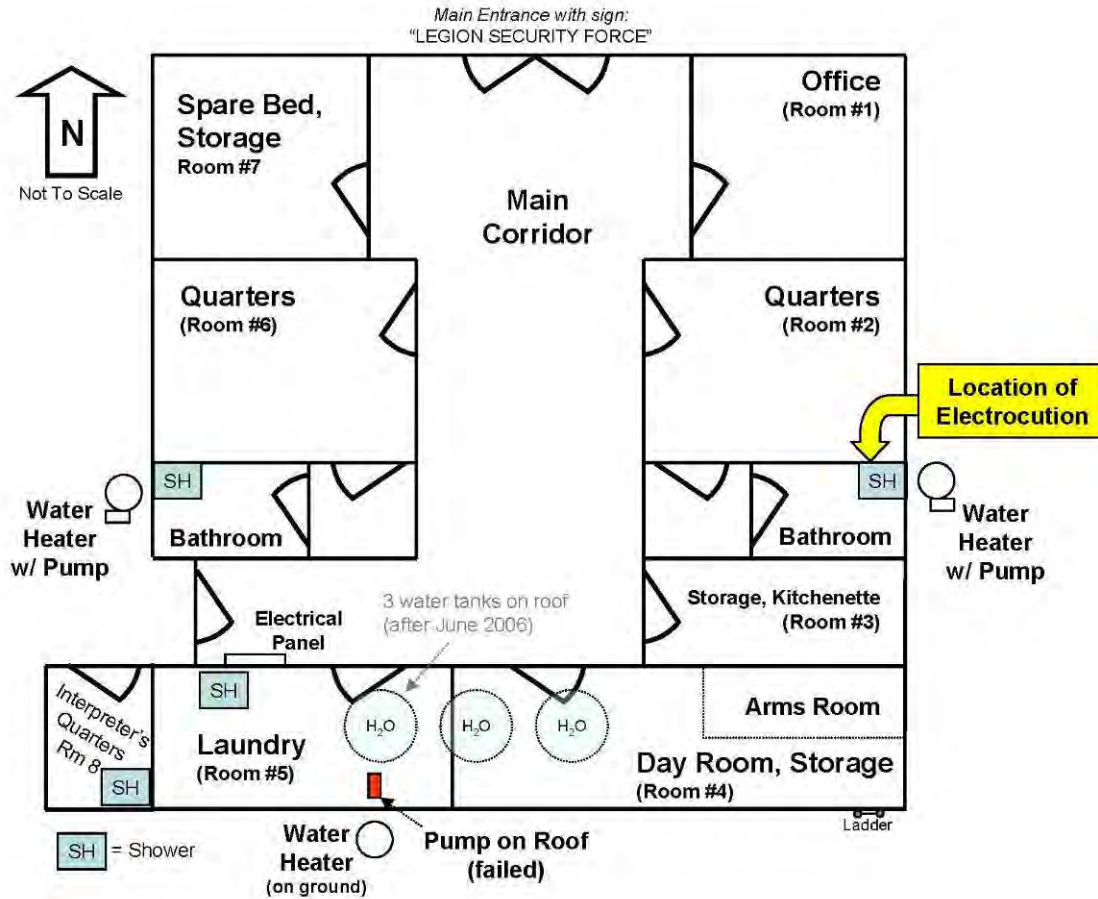 Main Entrance with sign:
"LEGION SECURITY FORCE"
N
Not To Scale
Spare Bed,
Storage
Room #7
Office
(Room #1)
Main
Corridor
Quarters
(Room #6)
Quarters
(Room #2)
Location of
Electrocution
SH
Bathroom
Water
Heater
w/ Pump
SH
Bathroom
Water
Heater
w/ Pump
Electrical
Panel
3 water tanks on roof
(after June 2006)
Storage, Kitchenette
(Room #3)
Interpreter's
Quarters
Rm 8
SH
SH
Laundry
(Room #5)
H₂O
H₂O
H₂O
Arms Room
Day Room, Storage
(Room #4)
Ladder
SH = Shower
Water
Heater
(on ground)
Pump on Roof
(failed)